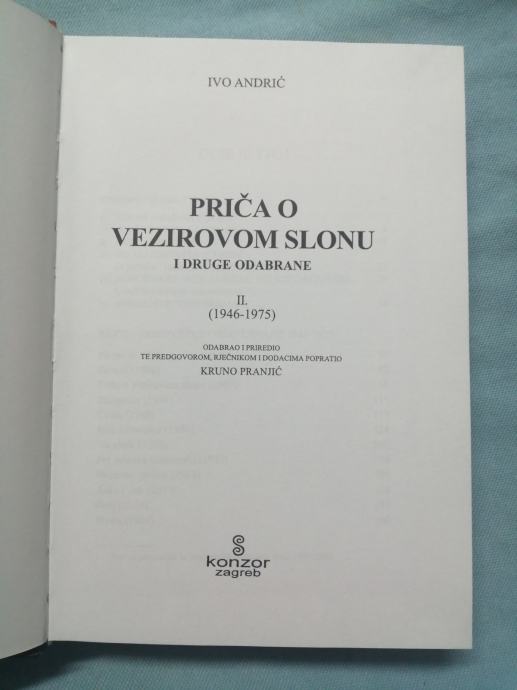 IVO ANDRIĆ
PRIČA O
VEZIROVOM SLONU
I DRUGE ODABRANE
II.
(1946-1975)
ODABRAO I PRIREDIO
TE PREDGOVOROM, RJEČNIKOM I DODACIMA POPRATIO
KRUNO PRANJIĆ
konzor
zagreb